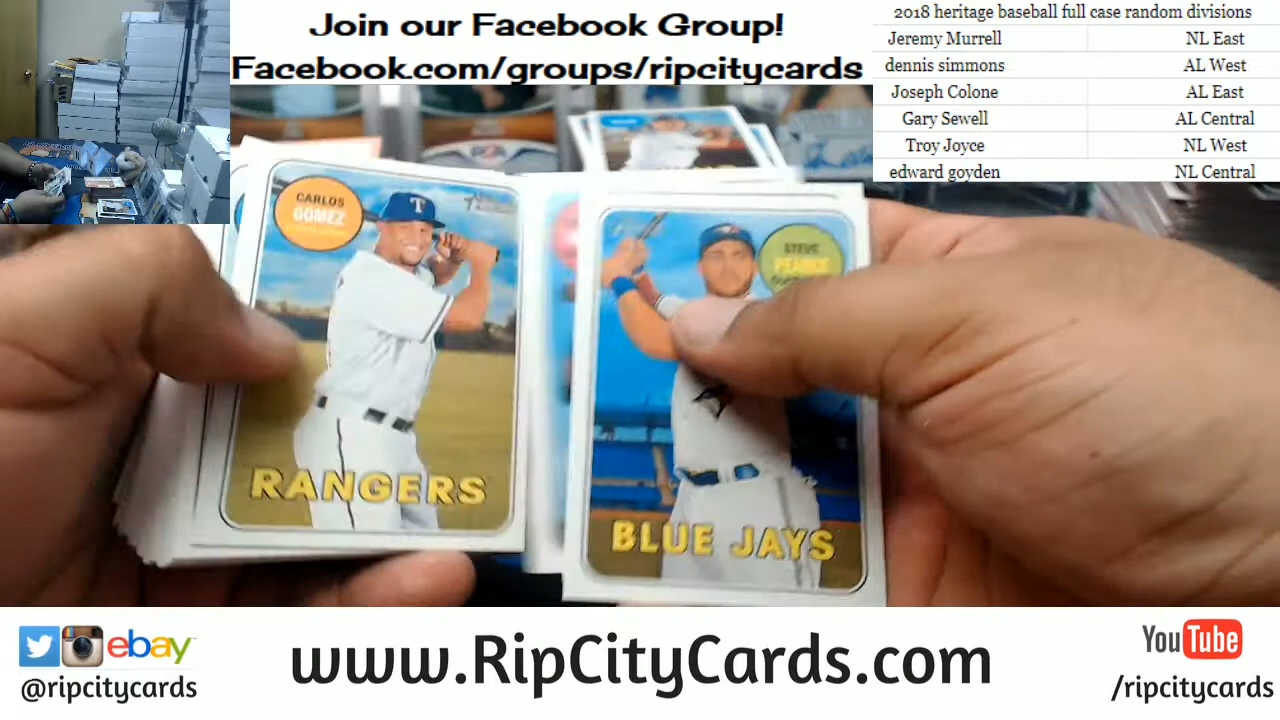 Join our Facebook Group!
Facebook.com/groups/ripcitycards
2018 heritage baseball full case random divisions
Jeremy Murrell NL East
dennis simmons AL West
Joseph Colone AL East
Gary Sewell AL Central
Troy Joyce NL West
edward goyden NL Central
CARLOS
GOMEZ
T
RANGERS
STEVE
PEARCE
BLUE JAYS
ebay
@ripcitycards
www.RipCityCards.com
YouTube
/ripcitycards